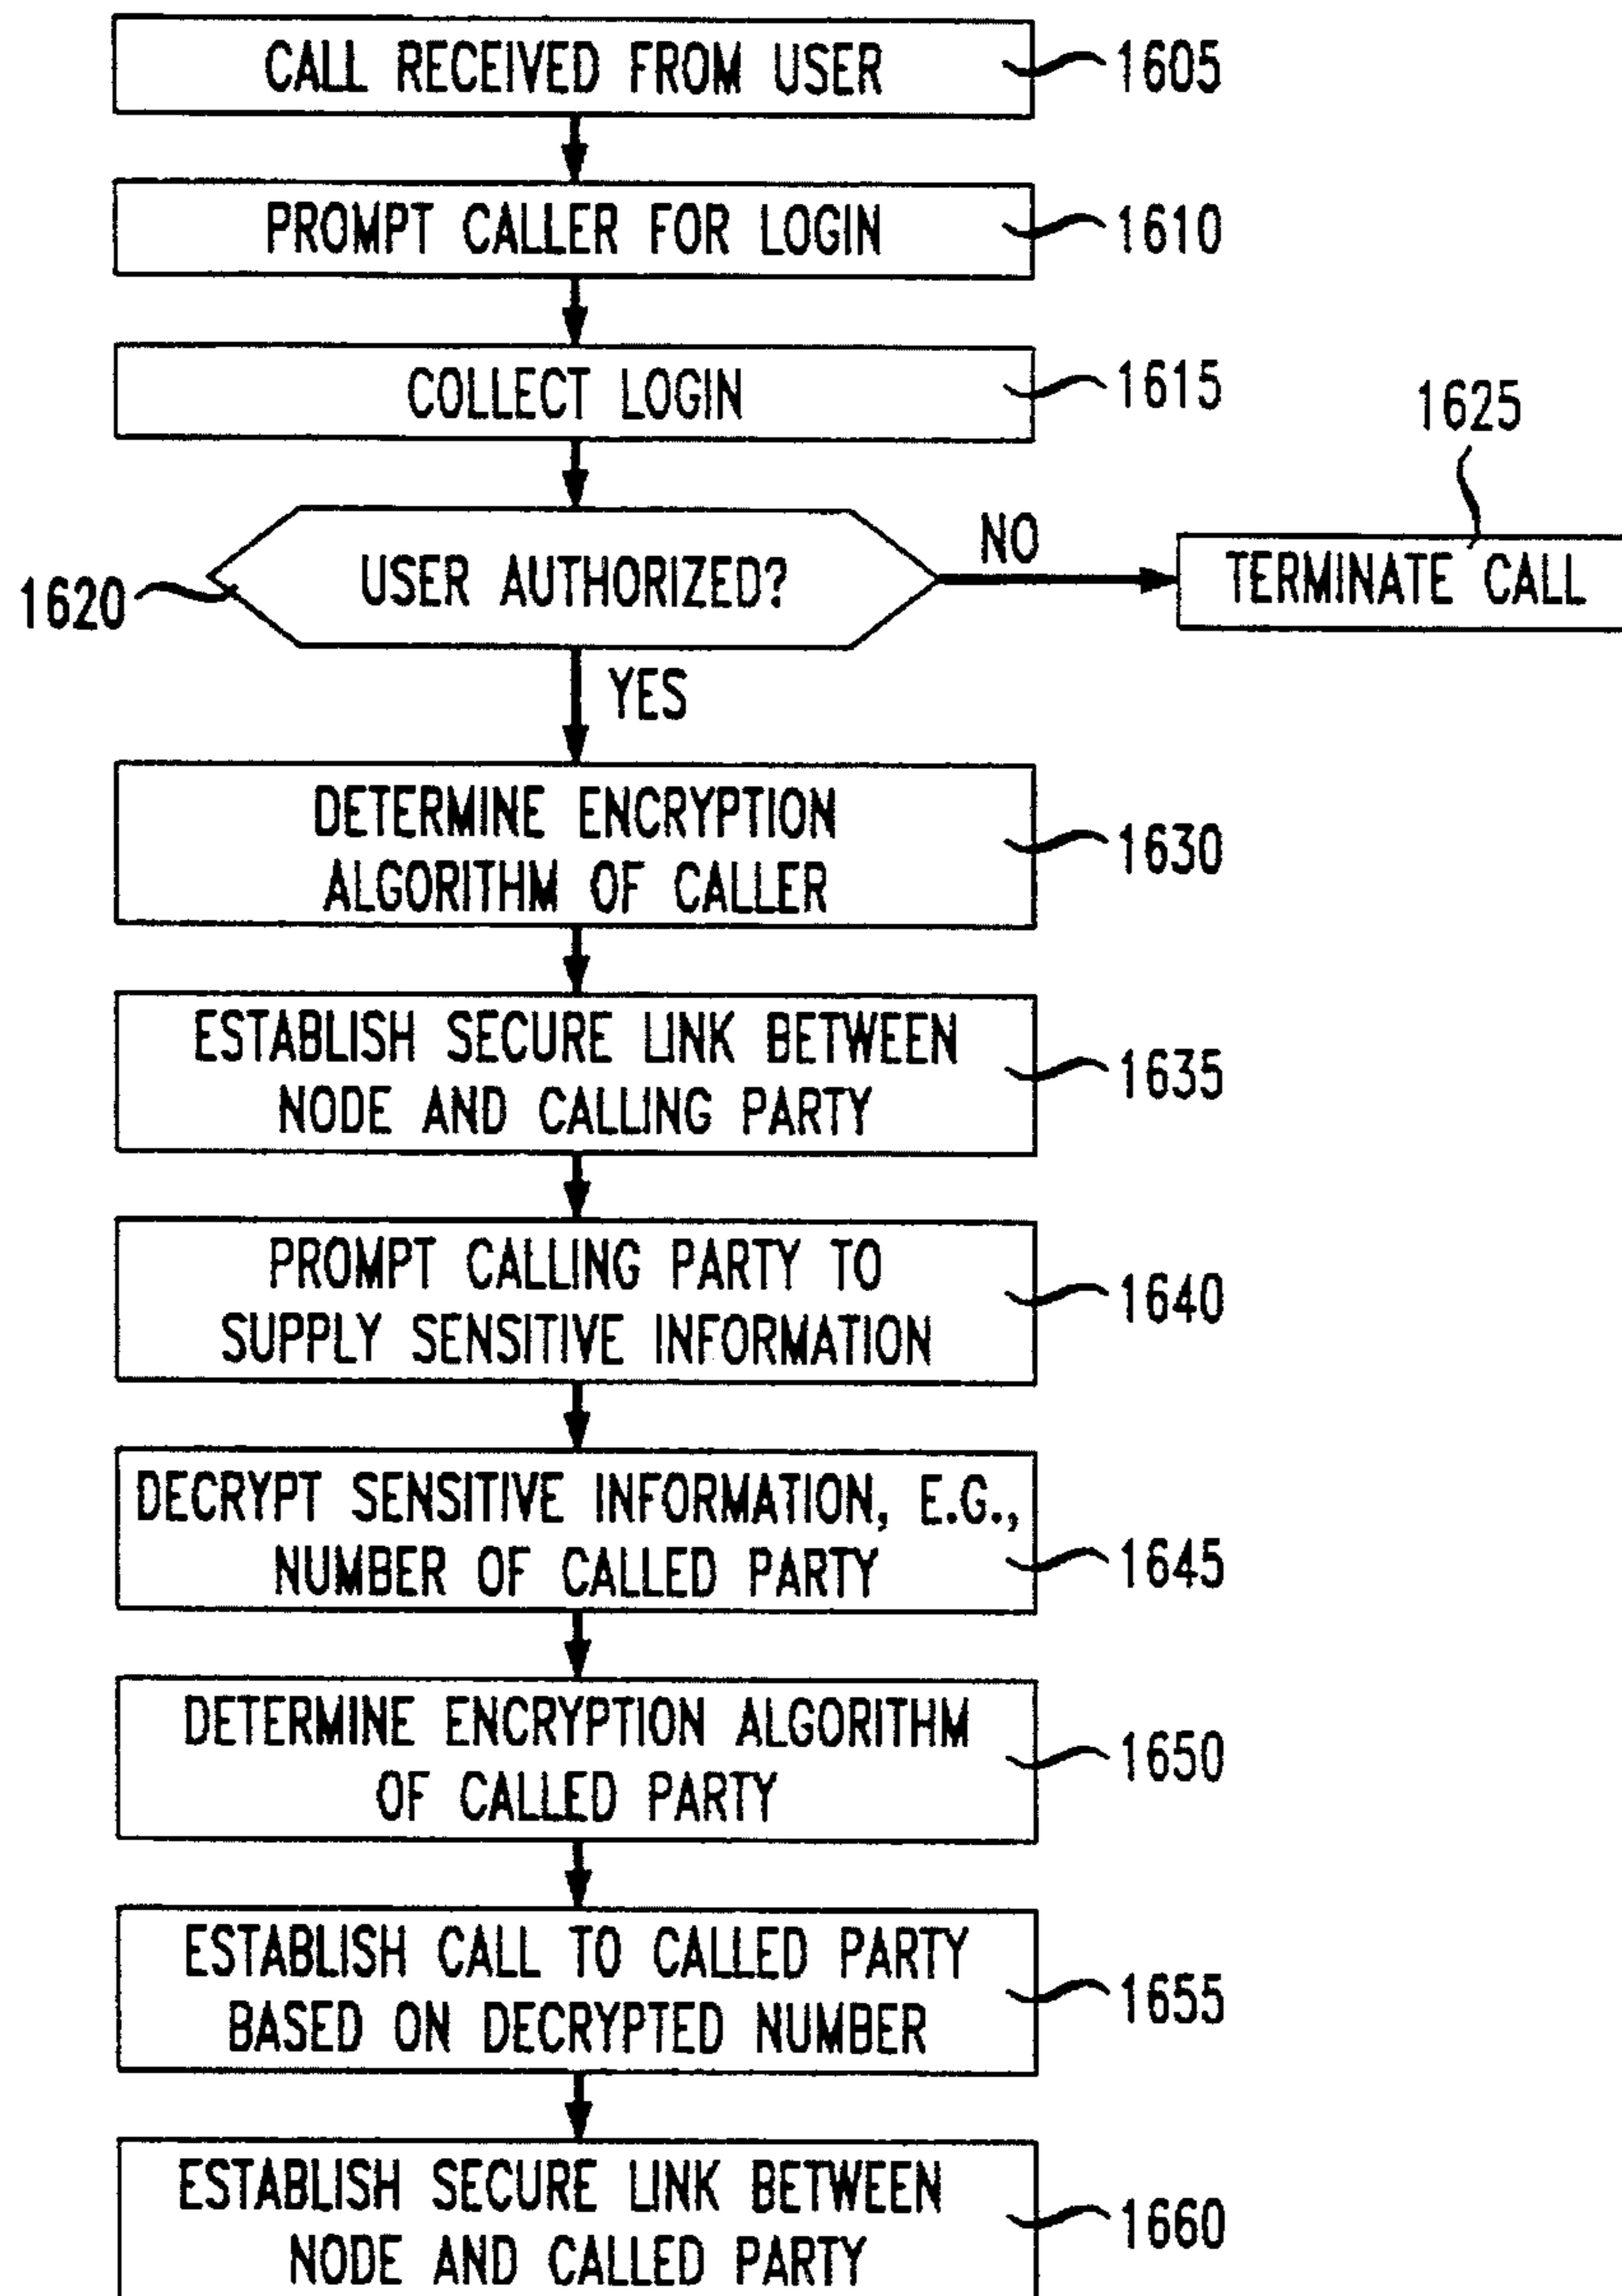 CALL RECEIVED FROM USER
1605
PROMPT CALLER FOR LOGIN
1610
COLLECT LOGIN
1615
1625
USER AUTHORIZED?
1620
NO
TERMINATE CALL
YES
DETERMINE ENCRYPTION
ALGORITHM OF CALLER
1630
ESTABLISH SECURE LINK BETWEEN
NODE AND CALLING PARTY
1635
PROMPT CALLING PARTY TO
SUPPLY SENSITIVE INFORMATION
1640
DECRYPT SENSITIVE INFORMATION, E.G.,
NUMBER OF CALLED PARTY
1645
DETERMINE ENCRYPTION ALGORITHM
OF CALLED PARTY
1650
ESTABLISH CALL TO CALLED PARTY
BASED ON DECRYPTED NUMBER
1655
ESTABLISH SECURE LINK BETWEEN
NODE AND CALLED PARTY
1660